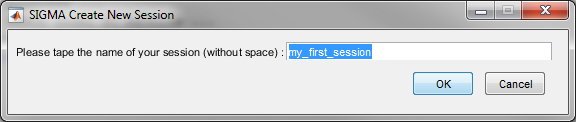 SIGMA Create New Session
Please tape the name of your session (without space) : my_first_session
OK Cancel